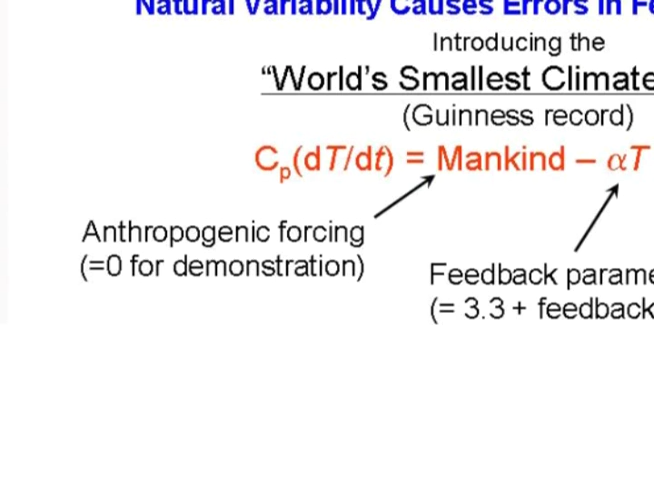 Natural Variability Causes Errors in
Introducing the
“World’s Smallest Climate
(Guinness record)
Cp(dT/dt) = Mankind – αT
Anthropogenic forcing
(=0 for demonstration)
Feedback
(= 3.3 + feedback